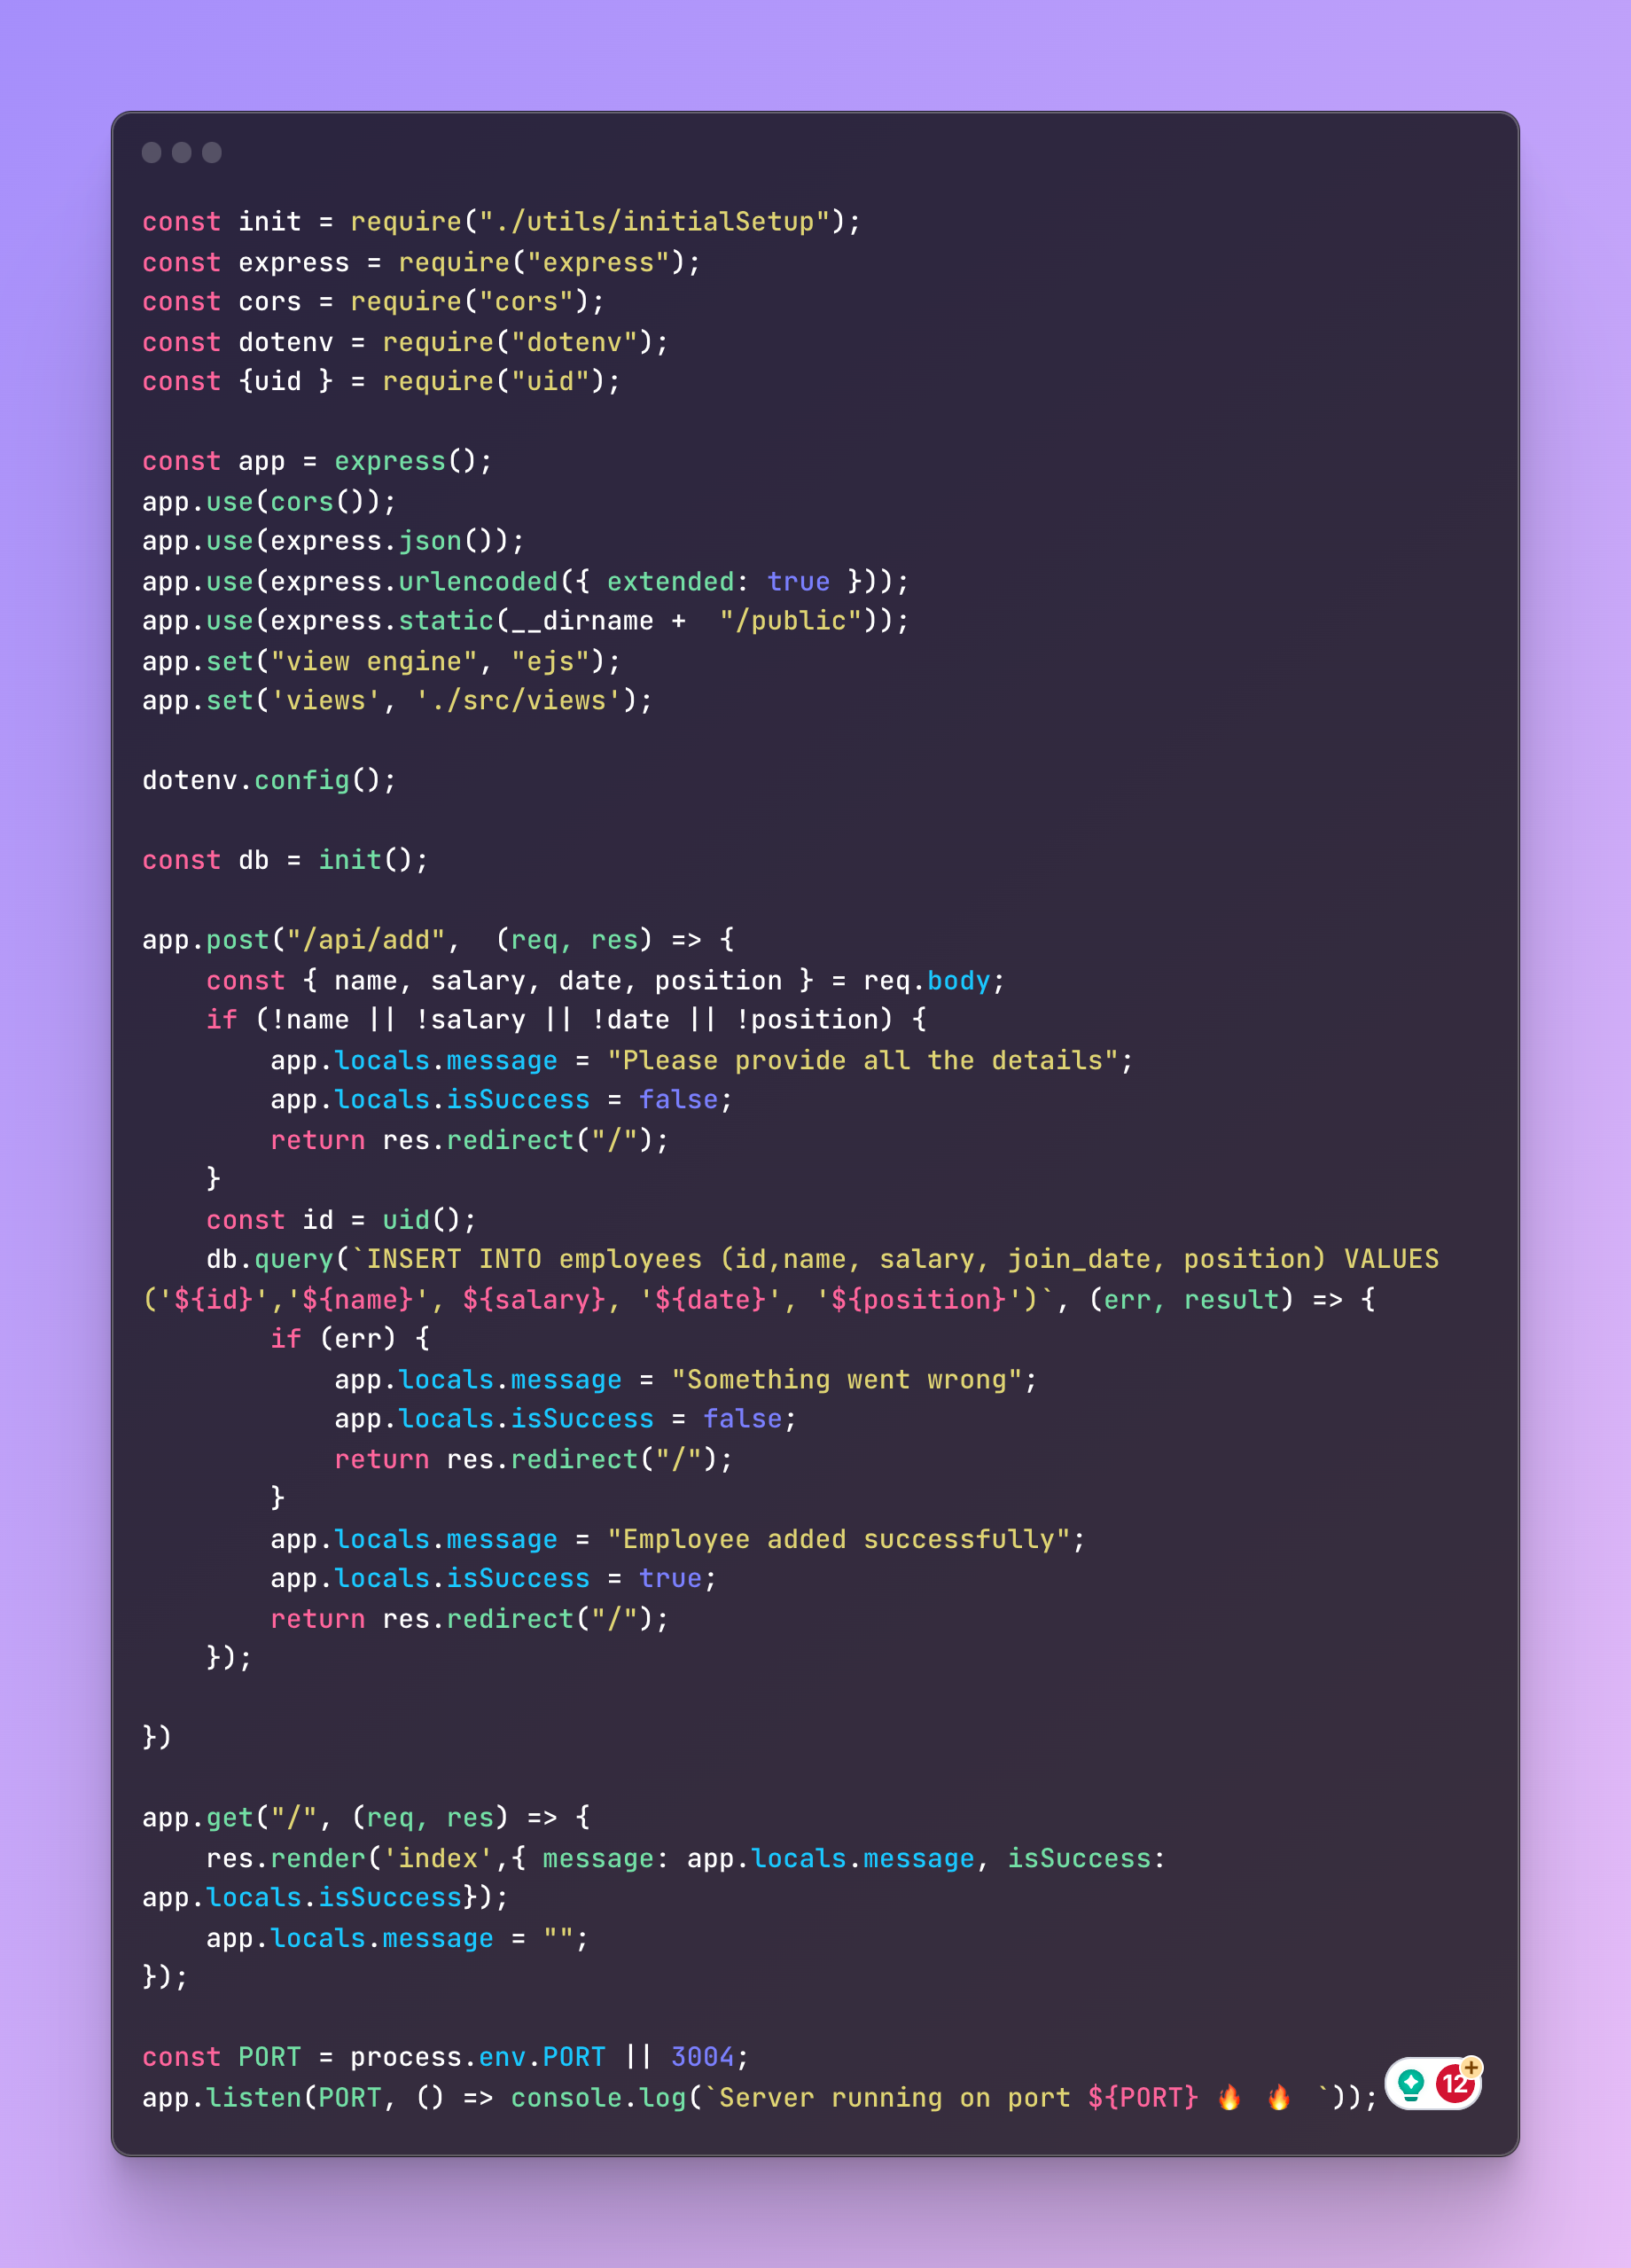 const init = require("./utils/initialSetup");
const express = require("express");
const cors = require("cors");
const dotenv = require("dotenv");
const {uid } = require("uid");

const app = express();
app.use(cors());
app.use(express.json());
app.use(express.urlencoded({ extended: true }));
app.use(express.static(__dirname +  "/public"));
app.set("view engine", "ejs");
app.set('views', './src/views');

dotenv.config();

const db = init();

app.post("/api/add",  (req, res) => {
    const { name, salary, date, position } = req.body;
    if (!name || !salary || !date || !position) {
        app.locals.message = "Please provide all the details";
        app.locals.isSuccess = false;
        return res.redirect("/");
    }
    const id = uid();
    db.query(`INSERT INTO employees (id,name, salary, join_date, position) VALUES
('${id}','${name}', ${salary}, '${date}', '${position}')`, (err, result) => {
        if (err) {
            app.locals.message = "Something went wrong";
            app.locals.isSuccess = false;
            return res.redirect("/");
        }
        app.locals.message = "Employee added successfully";
        app.locals.isSuccess = true;
        return res.redirect("/");
    });

})

app.get("/", (req, res) => {
    res.render('index',{ message: app.locals.message, isSuccess:
app.locals.isSuccess});
    app.locals.message = "";
});

const PORT = process.env.PORT || 3004;
app.listen(PORT, () => console.log(`Server running on port ${PORT} 🔥 🔥 `));
12
+